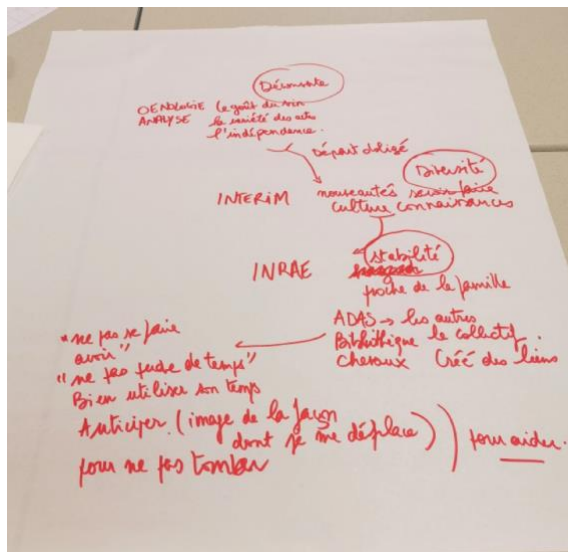 Découverte
OENOLOGIE le goût du vin
ANALYSE la variété des actes
l'indépendance.
Départ obligé
Diversité
INTERIM nouveautés savoir faire
culture connaissances
stabilité
INRAE
proche de la famille
ADAS → les autres
Bibliothèque le collectif
chevaux Créé des liens
"ne pas se faire
avoir"
"ne pas perdre de temps"
Bien utiliser son temps
Anticiper (image de la façon
dont je me déplace)
pour ne pas tomber
pour aider.